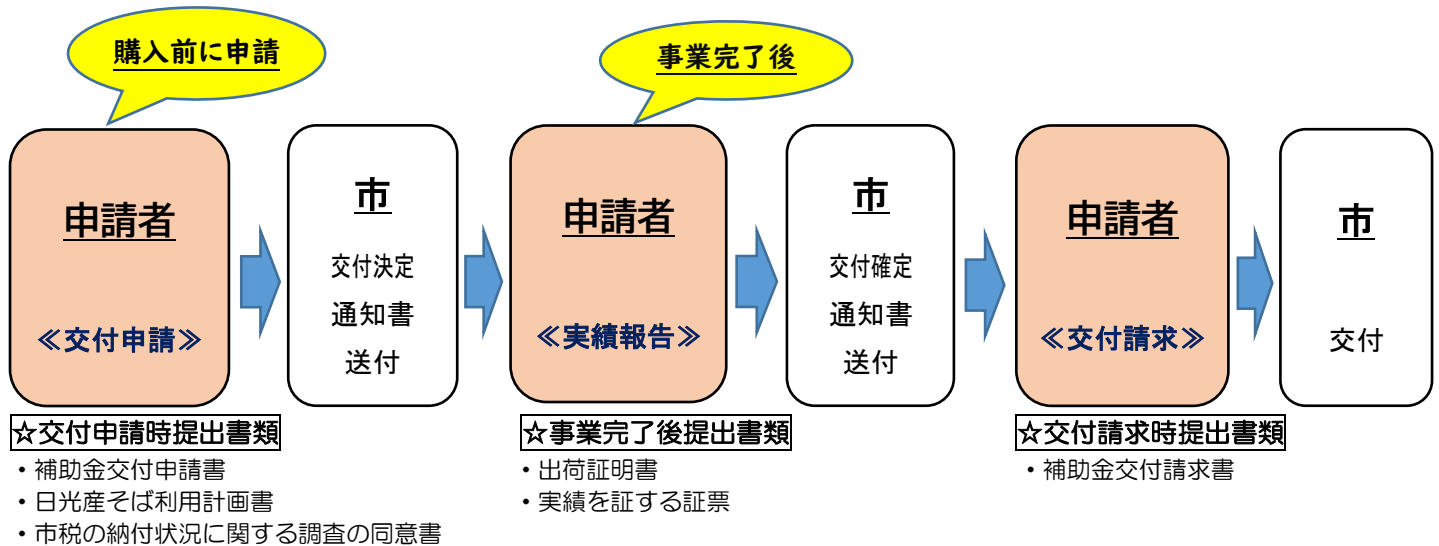 購入前に申請
事業完了後
申請者
≪交付申請≫
市
交付決定
通知書
送付
申請者
≪実績報告≫
市
交付確定
通知書
送付
申請者
≪交付請求≫
市
交付
☆交付申請時提出書類
・補助金交付申請書
・日光産そば利用計画書
・市税の納付状況に関する調査の同意書
☆事業完了後提出書類
・出荷証明書
・実績を証する証票
☆交付請求時提出書類
・補助金交付請求書